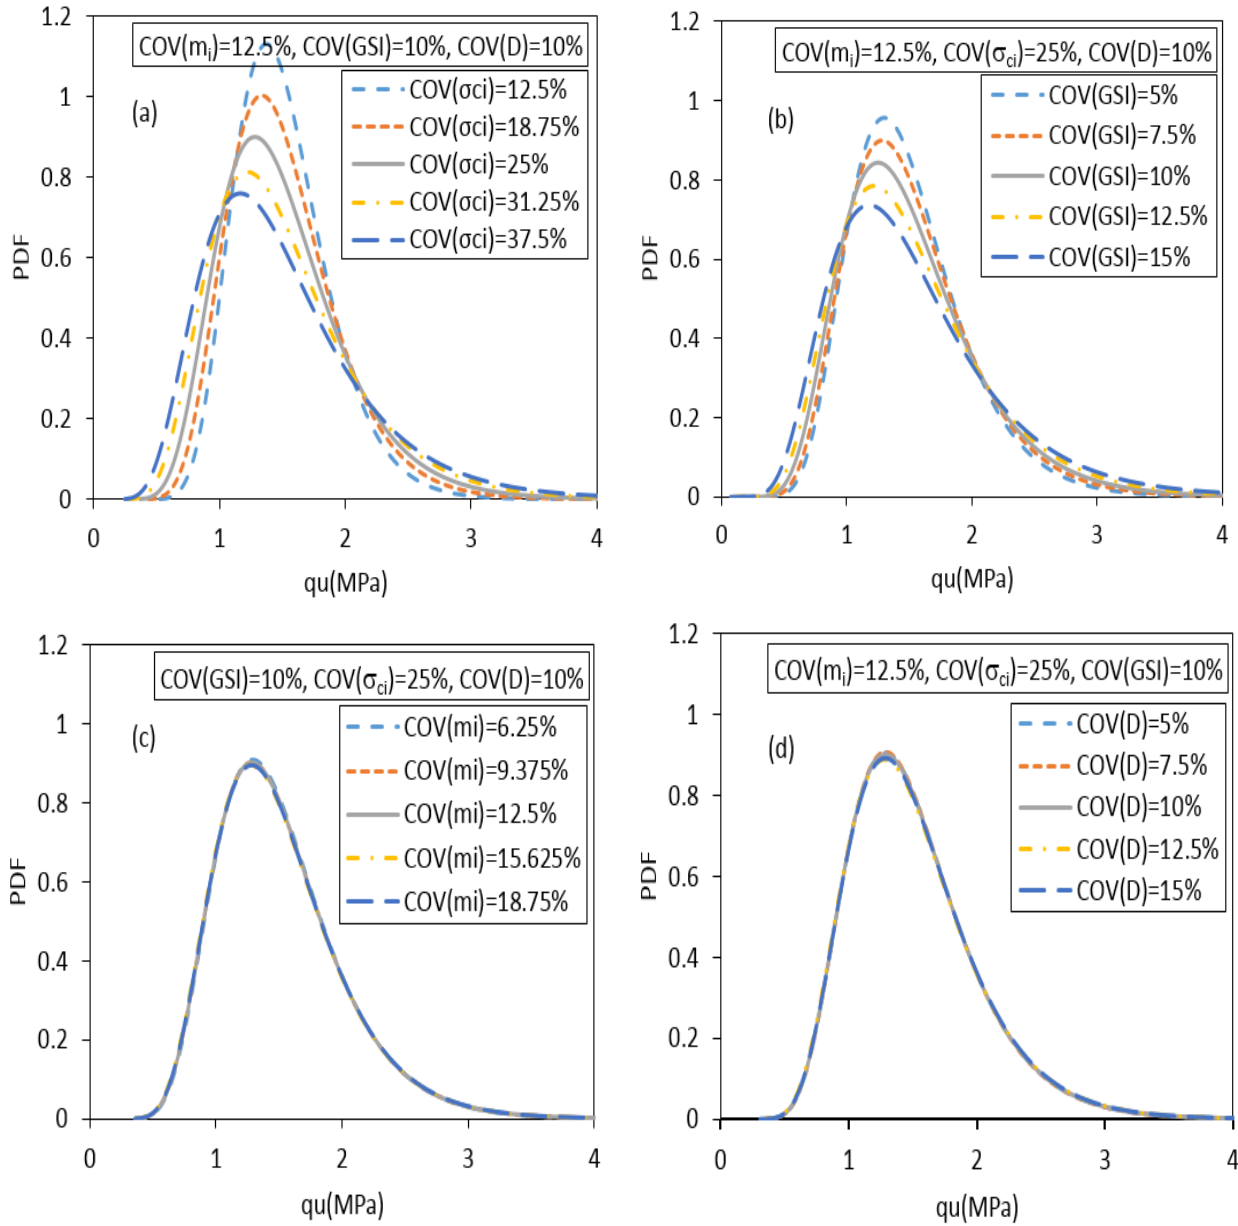 1.2
COV(mᵢ)=12.5%, COV(GSI)=10%, COV(D)=10%
(a)
COV(σci)=12.5%
COV(σci)=18.75%
COV(σci)=25%
COV(σci)=31.25%
COV(σci)=37.5%
1
0.8
0.6
0.4
0.2
0
PDF
0 1 2 3 4
qu(MPa)
1.2
COV(mᵢ)=12.5%, COV(σci)=25%, COV(D)=10%
(b)
COV(GSI)=5%
COV(GSI)=7.5%
COV(GSI)=10%
COV(GSI)=12.5%
COV(GSI)=15%
1
0.8
0.6
0.4
0.2
0
PDF
0 1 2 3 4
qu(MPa)
1.2
COV(GSI)=10%, COV(σci)=25%, COV(D)=10%
(c)
COV(mi)=6.25%
COV(mi)=9.375%
COV(mi)=12.5%
COV(mi)=15.625%
COV(mi)=18.75%
1
0.8
0.6
0.4
0.2
0
PDF
0 1 2 3 4
qu(MPa)
1.2
COV(mᵢ)=12.5%, COV(σci)=25%, COV(GSI)=10%
(d)
COV(D)=5%
COV(D)=7.5%
COV(D)=10%
COV(D)=12.5%
COV(D)=15%
1
0.8
0.6
0.4
0.2
0
PDF
0 1 2 3 4
qu(MPa)